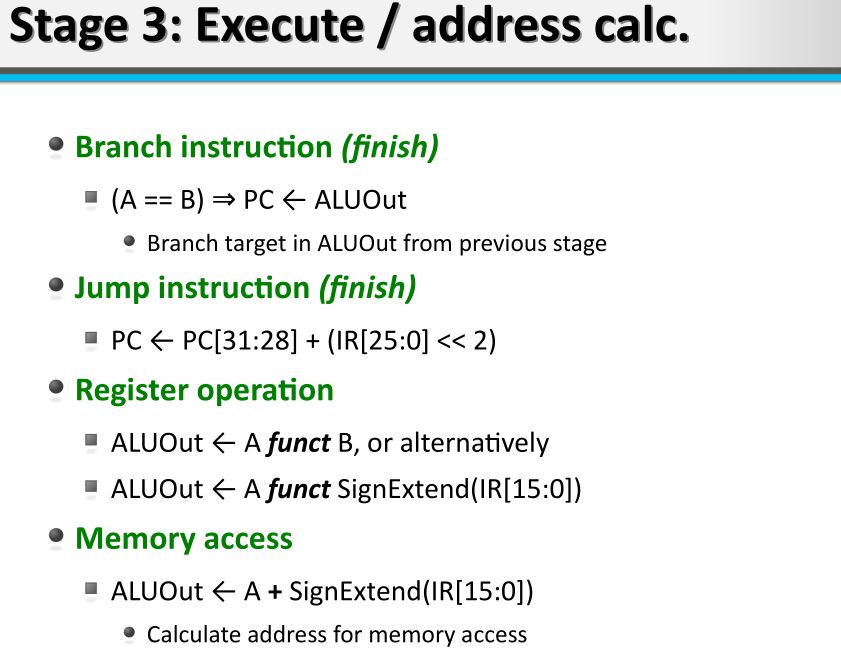 Stage 3: Execute / address calc.
Branch instruction (finish)
(A == B) ⇒ PC ← ALUOut
Branch target in ALUOut from previous stage
Jump instruction (finish)
PC ← PC[31:28] + (IR[25:0] << 2)
Register operation
ALUOut ← A funct B, or alternatively
ALUOut ← A funct SignExtend(IR[15:0])
Memory access
ALUOut ← A + SignExtend(IR[15:0])
Calculate address for memory access